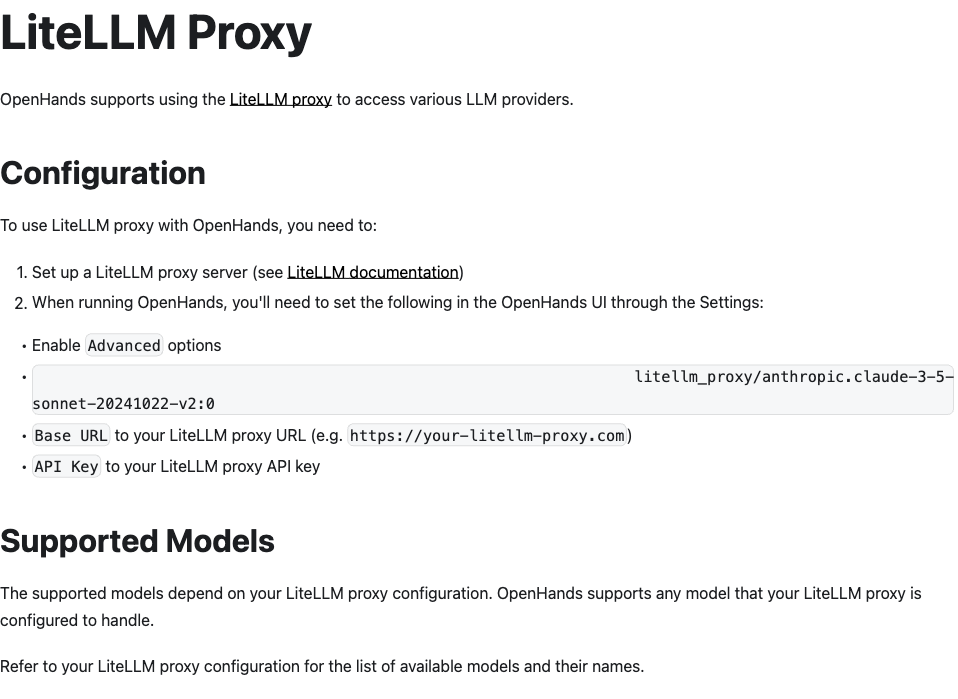 LiteLLM Proxy
OpenHands supports using the LiteLLM proxy to access various LLM providers.
Configuration
To use LiteLLM proxy with OpenHands, you need to:
1. Set up a LiteLLM proxy server (see LiteLLM documentation)
2. When running OpenHands, you'll need to set the following in the OpenHands UI through the Settings:
• Enable Advanced options
• litellm_proxy/anthropic.claude-3-5-
sonnet-20241022-v2:0
• Base URL to your LiteLLM proxy URL (e.g. https://your-litellm-proxy.com)
• API Key to your LiteLLM proxy API key
Supported Models
The supported models depend on your LiteLLM proxy configuration. OpenHands supports any model that your LiteLLM proxy is
configured to handle.
Refer to your LiteLLM proxy configuration for the list of available models and their names.